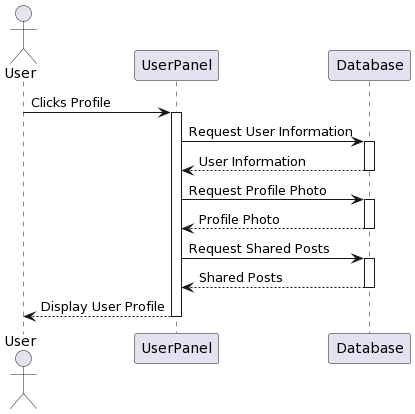 User
UserPanel
Database
Clicks Profile
Request User Information
User Information
Request Profile Photo
Profile Photo
Request Shared Posts
Shared Posts
Display User Profile
User
UserPanel
Database